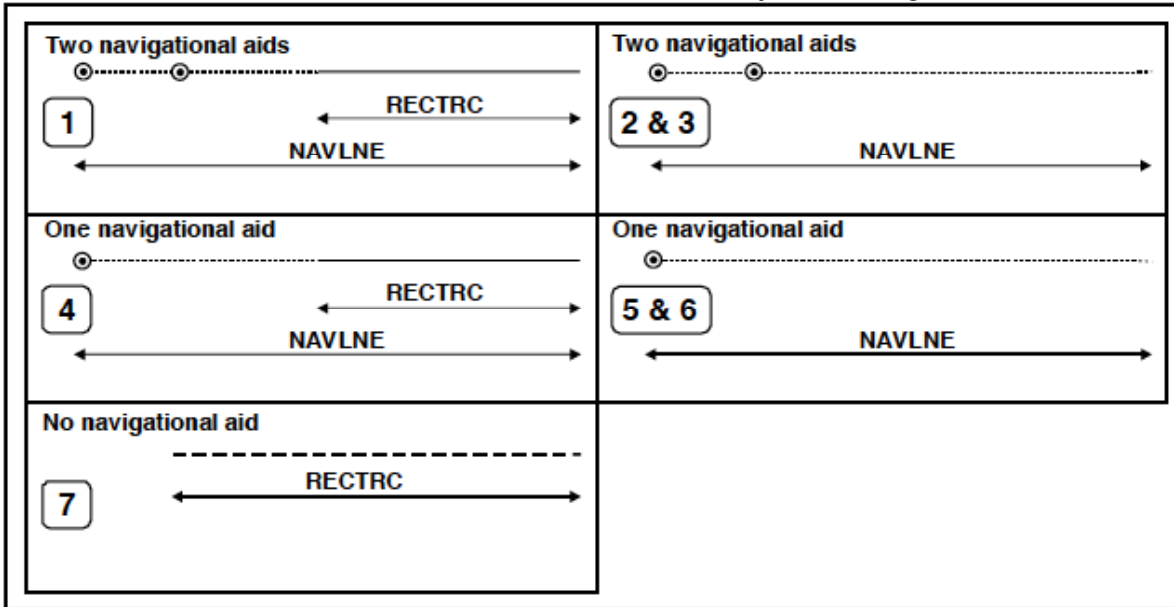 Two navigational aids
RECTRC
1
NAVLNE
Two navigational aids
2 & 3
NAVLNE
One navigational aid
RECTRC
4
NAVLNE
One navigational aid
5 & 6
NAVLNE
No navigational aid
RECTRC
7